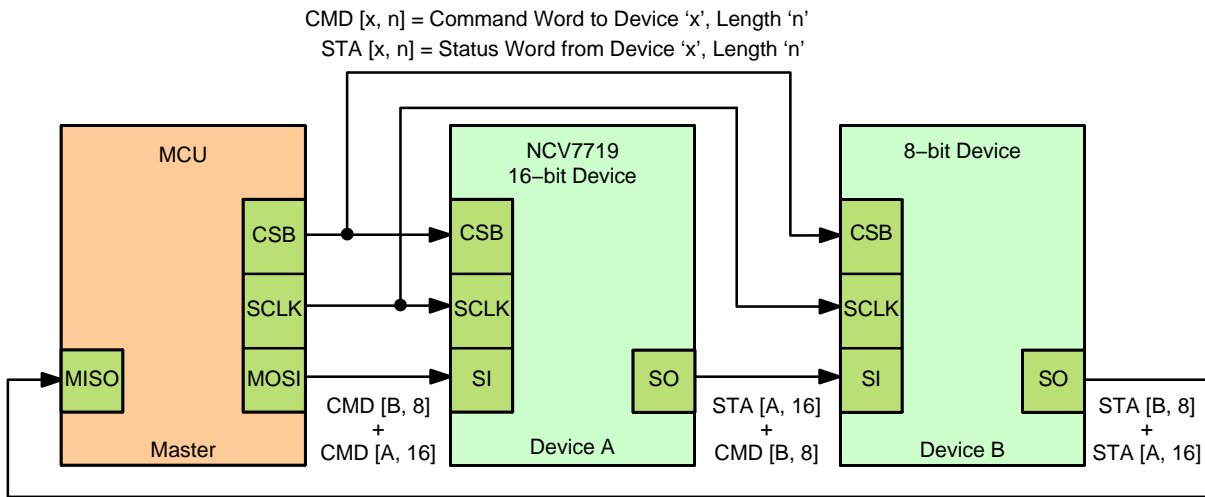 CMD [x, n] = Command Word to Device ‘x’, Length ‘n’
STA [x, n] = Status Word from Device ‘x’, Length ‘n’
MCU
CSB
SCLK
MISO
MOSI
Master
CMD [B, 8]
+
CMD [A, 16]
NCV7719
16–bit Device
CSB
SCLK
SI
SO
Device A
STA [A, 16]
+
CMD [B, 8]
8–bit Device
CSB
SCLK
SI
SO
Device B
STA [B, 8]
+
STA [A, 16]